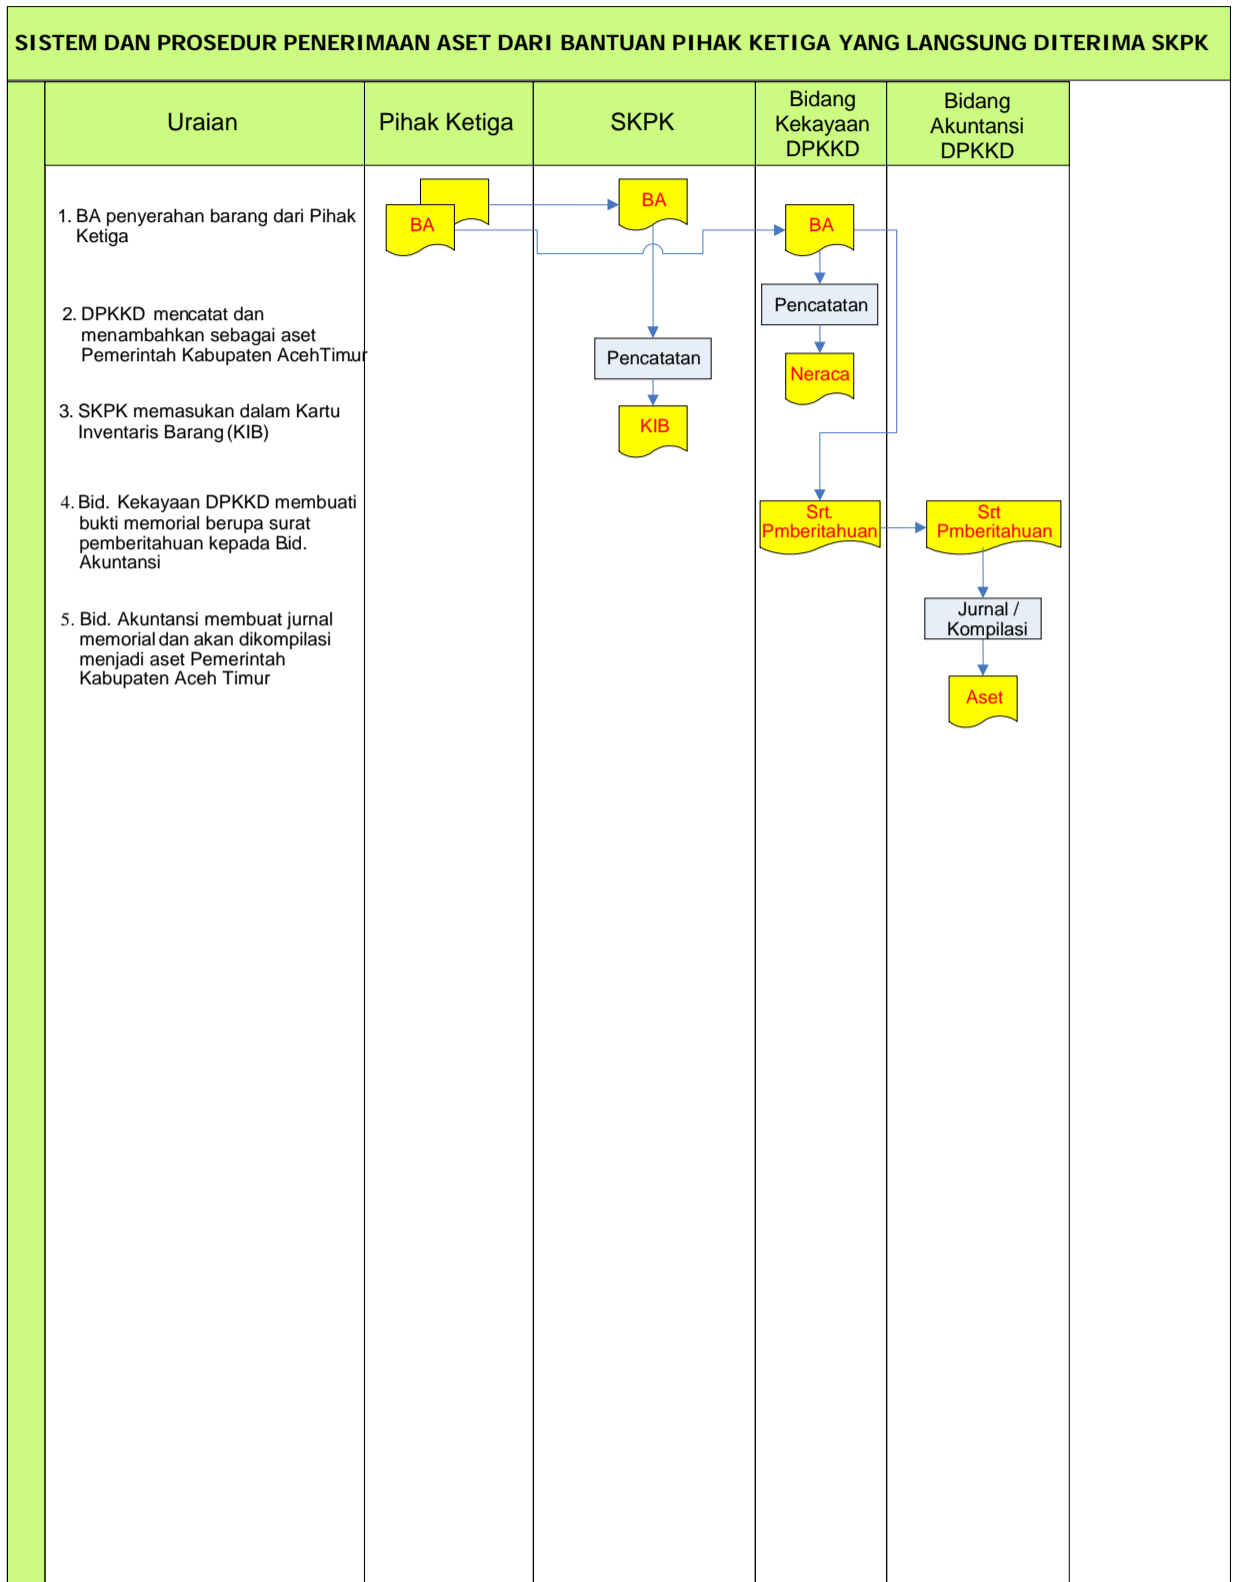 SISTEM DAN PROSEDUR PENERIMAAN ASET DARI BANTUAN PIHAK KETIGA YANG LANGSUNG DITERIMA SKPK
Uraian
Pihak Ketiga
SKPK
Bidang
Kekayaan
DPKKD
Bidang
Akuntansi
DPKKD
1. BA penyerahan barang dari Pihak
Ketiga
2. DPKKD mencatat dan
menambahkan sebagai aset
Pemerintah Kabupaten AcehTimur
3. SKPK memasukan dalam Kartu
Inventaris Barang (KIB)
4. Bid. Kekayaan DPKKD membuati
bukti memorial berupa surat
pemberitahuan kepada Bid.
Akuntansi
5. Bid. Akuntansi membuat jurnal
memorial dan akan dikompilasi
menjadi aset Pemerintah
Kabupaten Aceh Timur
BA
BA
Pencatatan
KIB
BA
Pencatatan
Neraca
Srt.
Pmberitahuan
Srt
Pmberitahuan
Jurnal /
Kompilasi
Aset